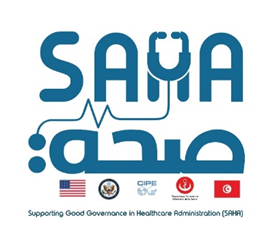 SAHA
صحة:
CIPE
Supporting Good Governance in Healthcare Administration (SAHA)